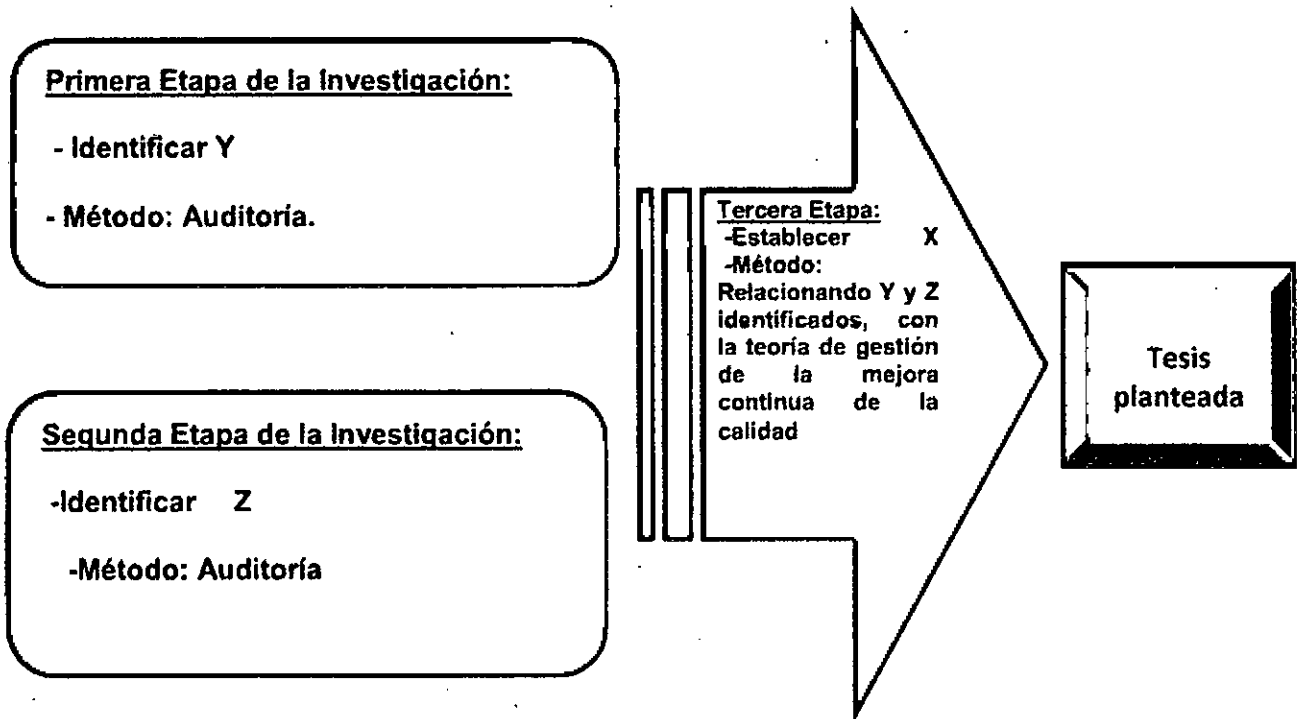 Primera Etapa de la Investigación:
- Identificar Y
- Método: Auditoría.
Segunda Etapa de la Investigación:
-Identificar Z
-Método: Auditoría
Tercera Etapa:
-Establecer X
-Método:
Relacionando Y y Z
identificados, con
la teoría de gestión
de la mejora
continua de la
calidad
Tesis
planteada